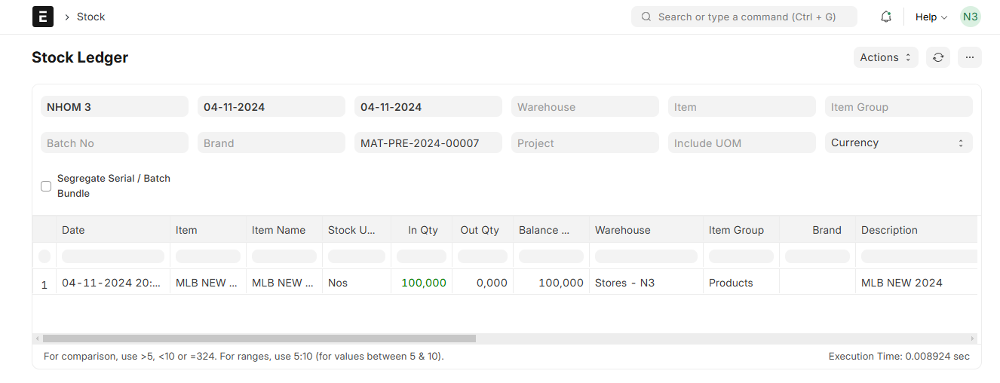 E
Stock
Search or type a command (Ctrl + G)
Help
N3
Stock Ledger
Actions
NHOM 3
04-11-2024
04-11-2024
Warehouse
Item
Item Group
Batch No
Brand
MAT-PRE-2024-00007
Project
Include UOM
Currency
Segregate Serial / Batch
Bundle
Date Item Item Name Stock U... In Qty Out Qty Balance ... Warehouse Item Group Brand Description
1 04-11-2024 20:... MLB NEW ... MLB NEW ... Nos 100,000 0,000 100,000 Stores - N3 Products MLB NEW 2024
For comparison, use >5, <10 or =324. For ranges, use 5:10 (for values between 5 & 10).
Execution Time: 0.008924 sec